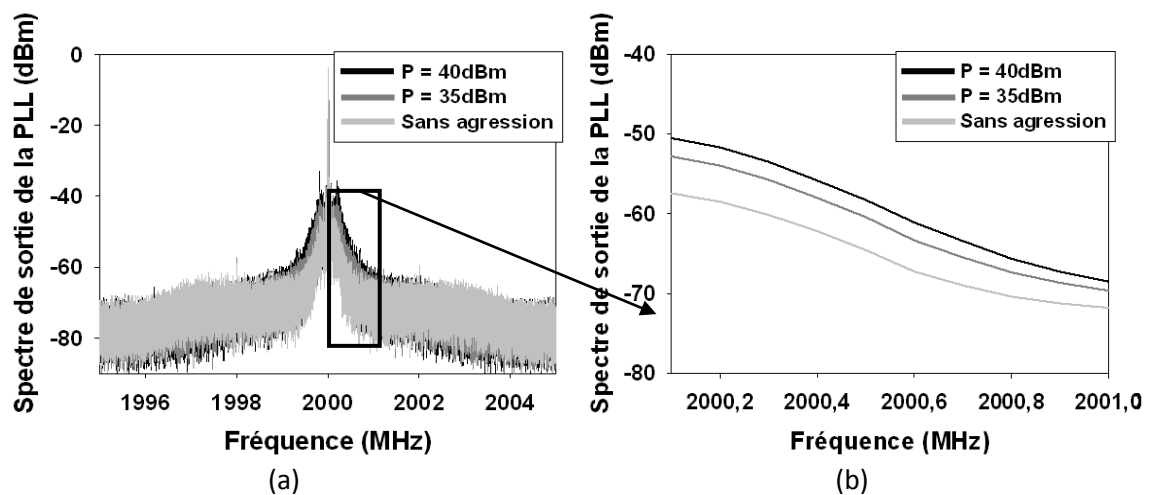 Spectre de sortie de la PLL (dBm)
0
-20
-40
-60
-80
P = 40dBm
P = 35dBm
Sans agression
1996
1998
2000
2002
2004
Fréquence (MHz)
(a)
Spectre de sortie de la PLL (dBm)
-40
-50
-60
-70
-80
P = 40dBm
P = 35dBm
Sans agression
2000,2
2000,4
2000,6
2000,8
2001,0
Fréquence (MHz)
(b)